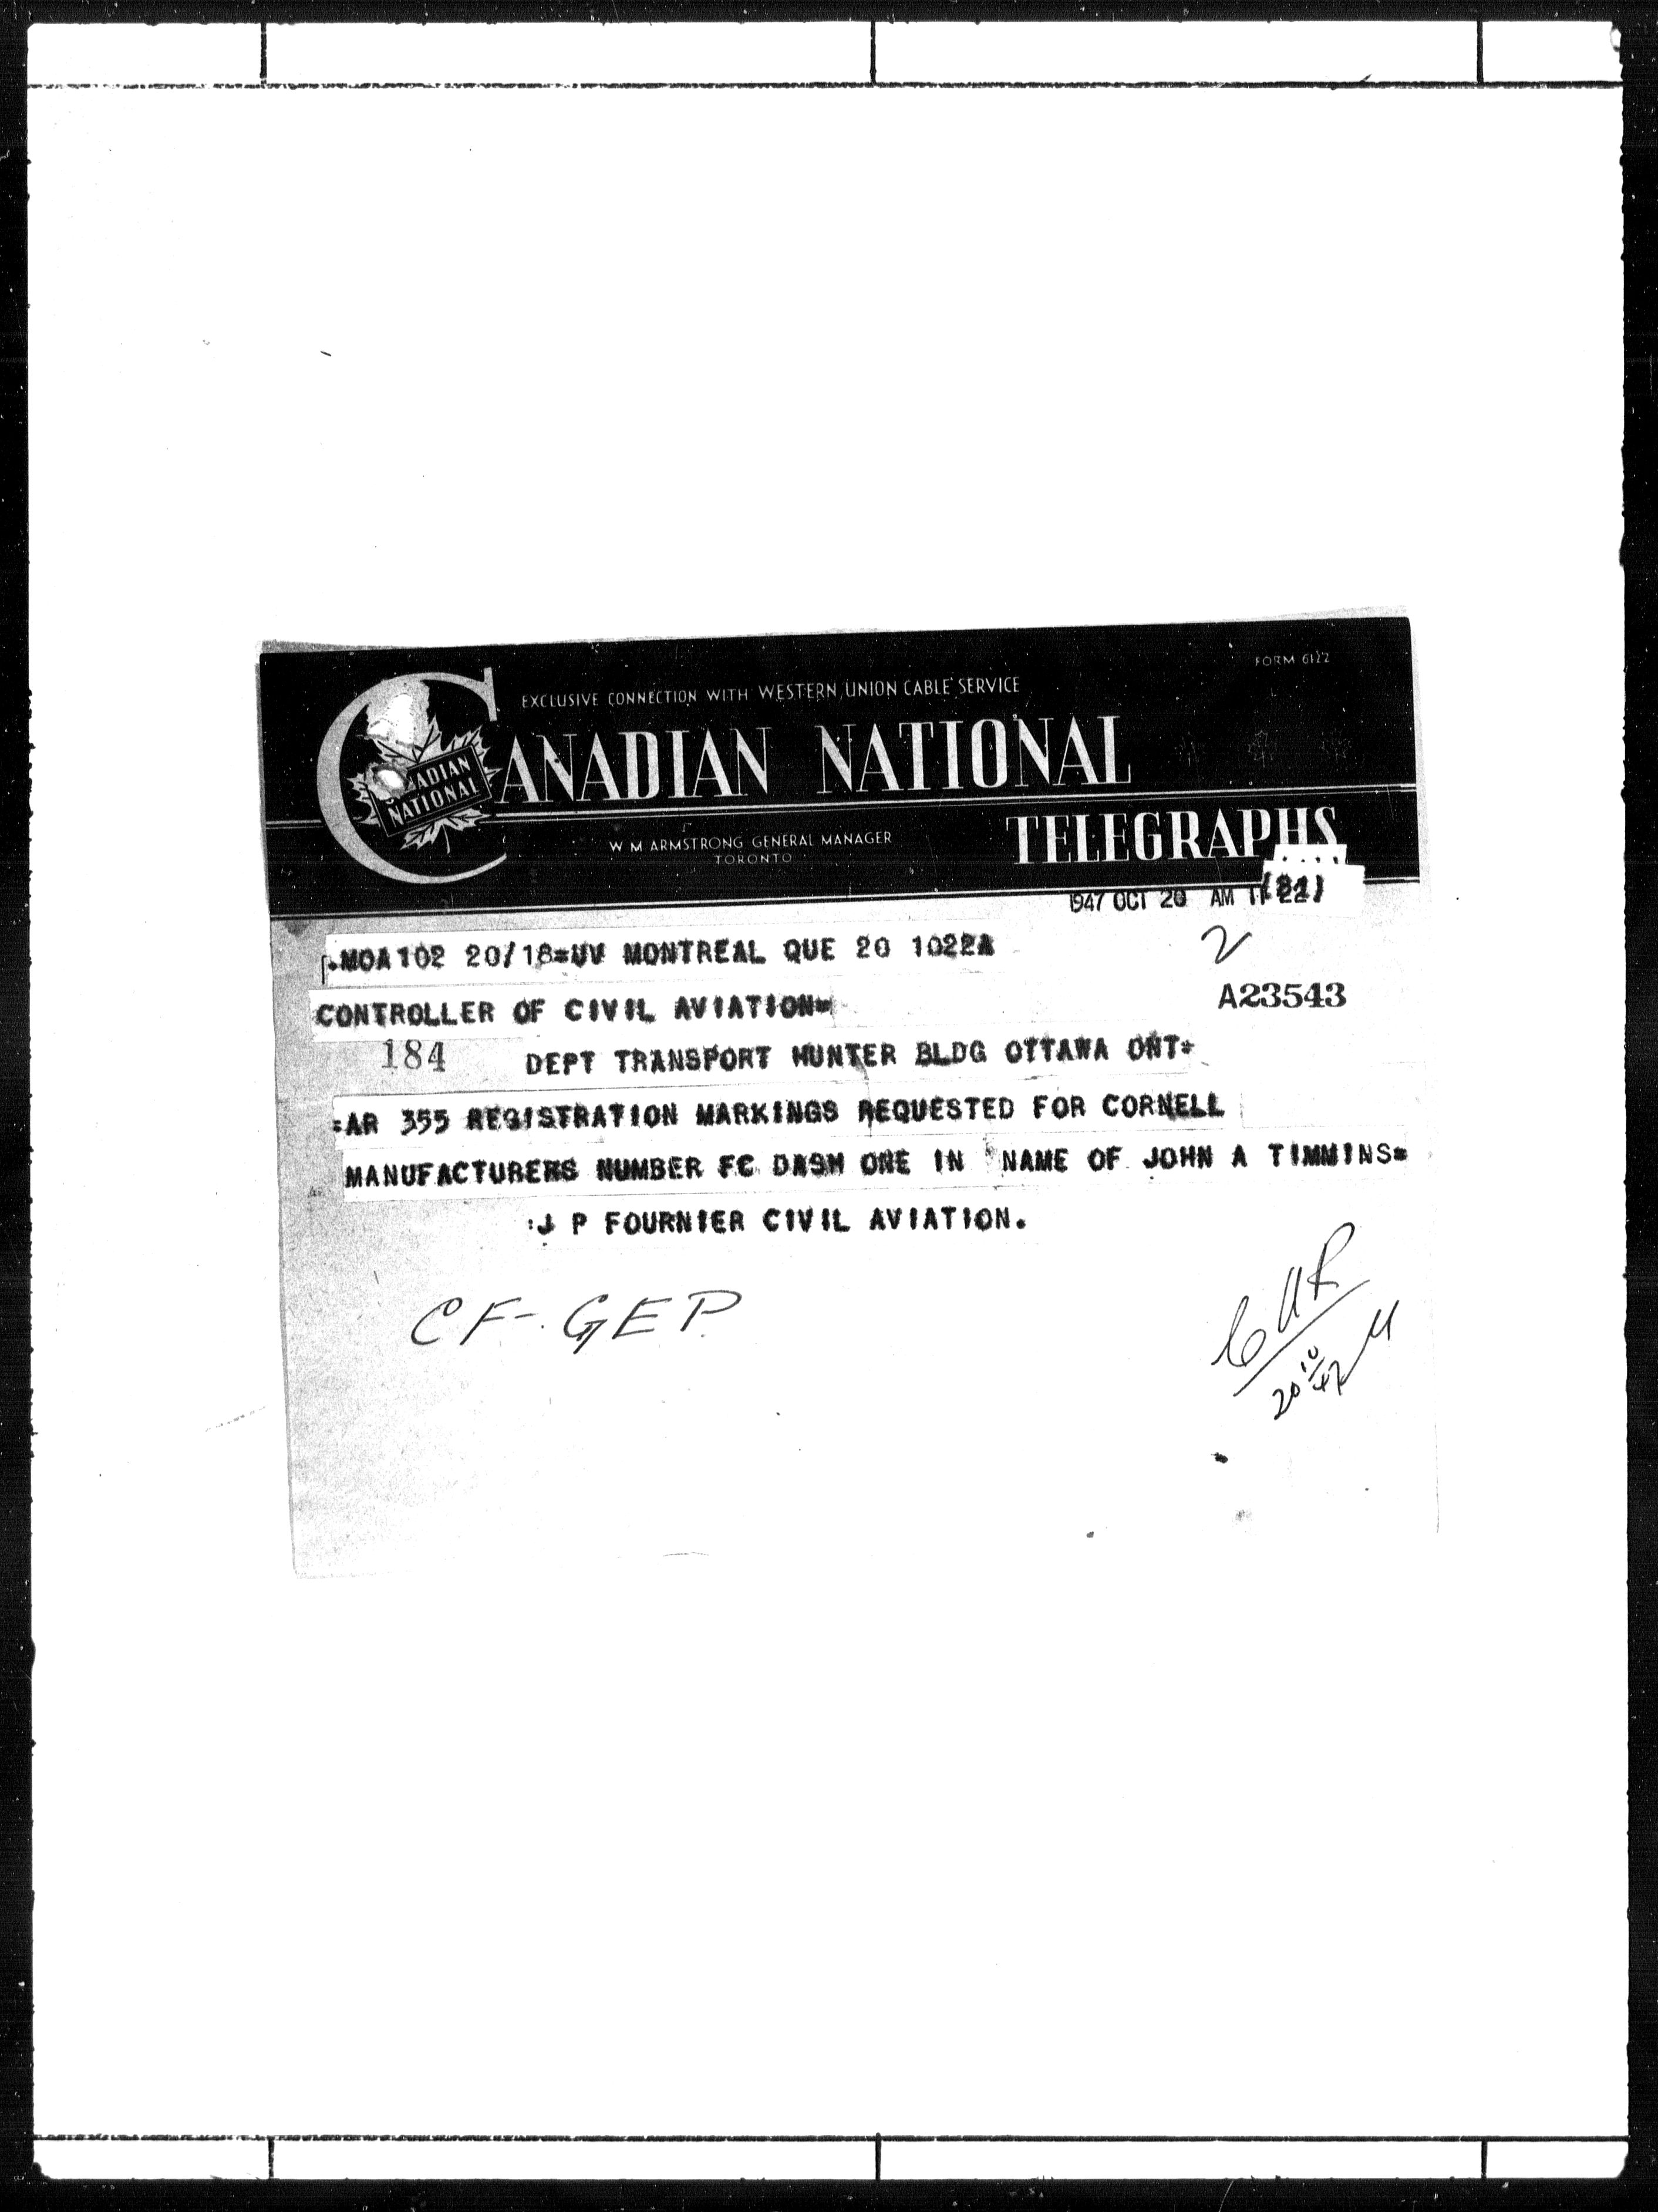 FORM 6122
EXCLUSIVE CONNECTION WITH WESTERN UNION CABLE SERVICE
CANADIAN NATIONAL
ADIAN
NATIONAL
TELEGRAPHS
W M ARMSTRONG GENERAL MANAGER
TORONTO
(21)
1947 OCT 20 AM 11 22
.MOA102 20/18=UV MONTREAL QUE 20 1022A
2
CONTROLLER OF CIVIL AVIATION=
A23543
184
DEPT TRANSPORT HUNTER BLDG OTTAWA ONT=
=AR 355 REGISTRATION MARKINGS REQUESTED FOR CORNELL
MANUFACTURERS NUMBER FC DASH ONE IN NAME OF JOHN A TIMMINS=
:J P FOURNIER CIVIL AVIATION.
CF-GEP
20 10/47